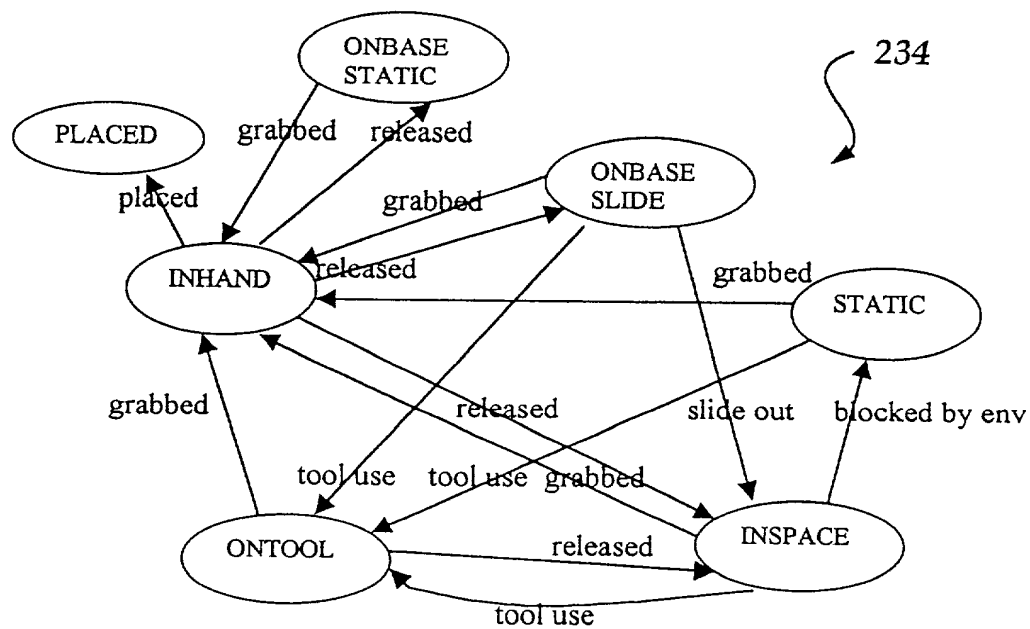 ONBASE
STATIC
234
grabbed
released
PLACED
ONBASE
SLIDE
placed
grabbed
INHAND
released
grabbed
STATIC
grabbed
released
slide out
blocked by env
tool use
tool use
grabbed
ONTOOL
released
INSPACE
tool use